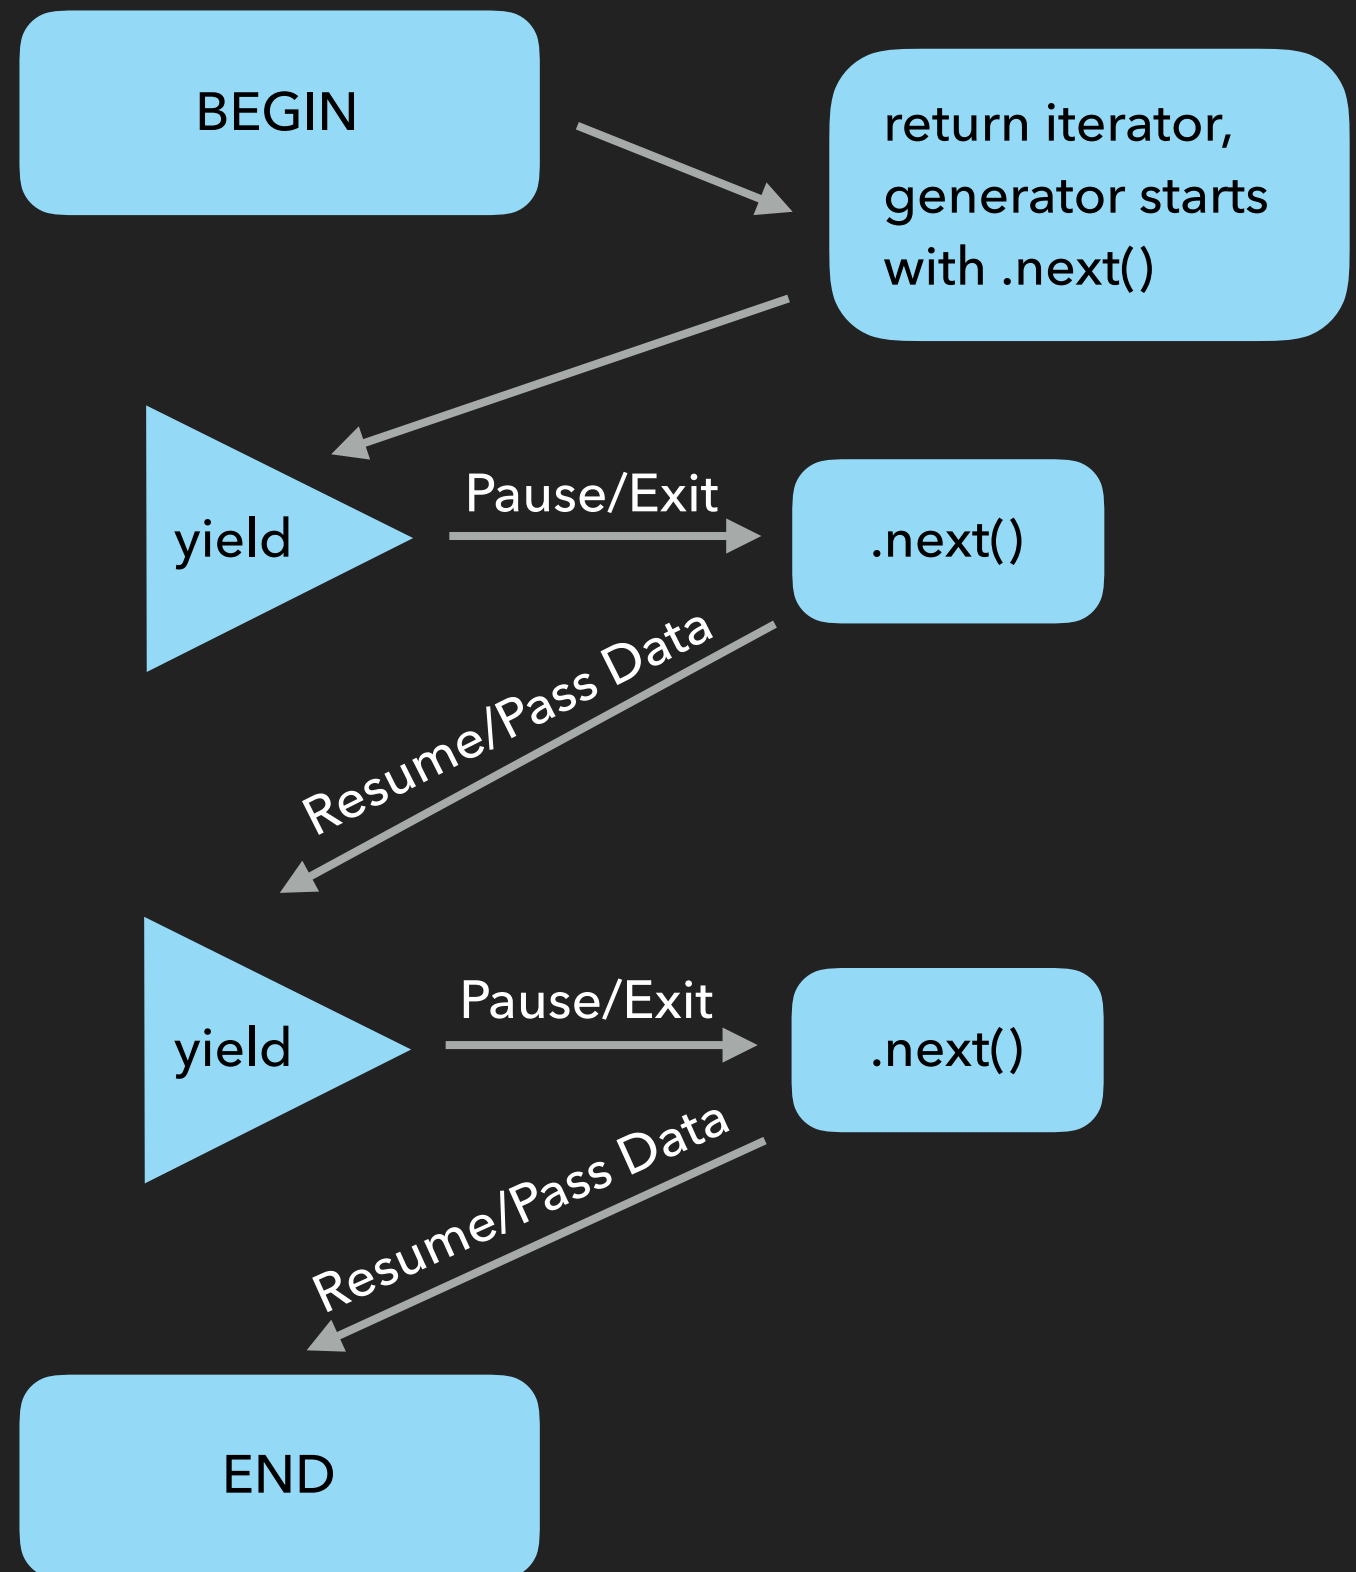 BEGIN
return iterator,
generator starts
with .next()
yield
Pause/Exit
.next()
Resume/Pass Data
yield
Pause/Exit
.next()
Resume/Pass Data
END